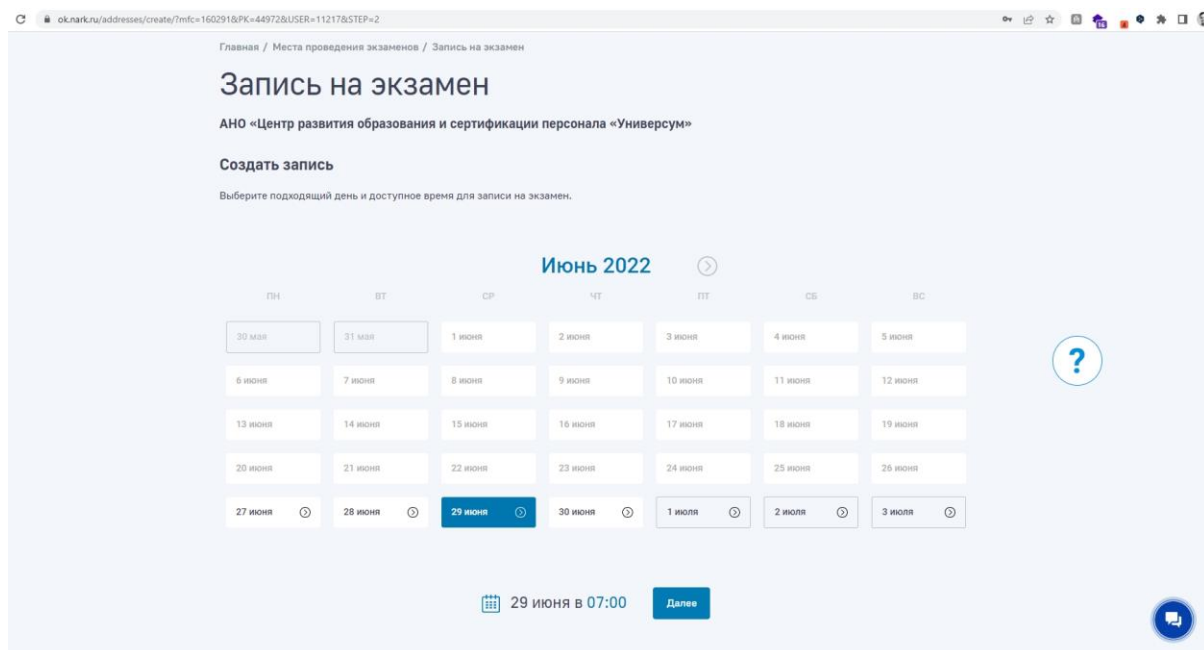 ok.nark.ru/addresses/create/?mfc=160291&PK=44972&USER=11217&STEP=2
Главная / Места проведения экзаменов / Запись на экзамен
Запись на экзамен
АНО «Центр развития образования и сертификации персонала «Универсум»
Создать запись
Выберите подходящий день и доступное время для записи на экзамен.
Июнь 2022
ПН ВТ СР ЧТ ПТ СБ ВС
30 мая 31 мая 1 июня 2 июня 3 июня 4 июня 5 июня
6 июня 7 июня 8 июня 9 июня 10 июня 11 июня 12 июня
?
13 июня 14 июня 15 июня 16 июня 17 июня 18 июня 19 июня
20 июня 21 июня 22 июня 23 июня 24 июня 25 июня 26 июня
27 июня 28 июня 29 июня 30 июня 1 июля 2 июля 3 июля
29 июня в 07:00 Далее